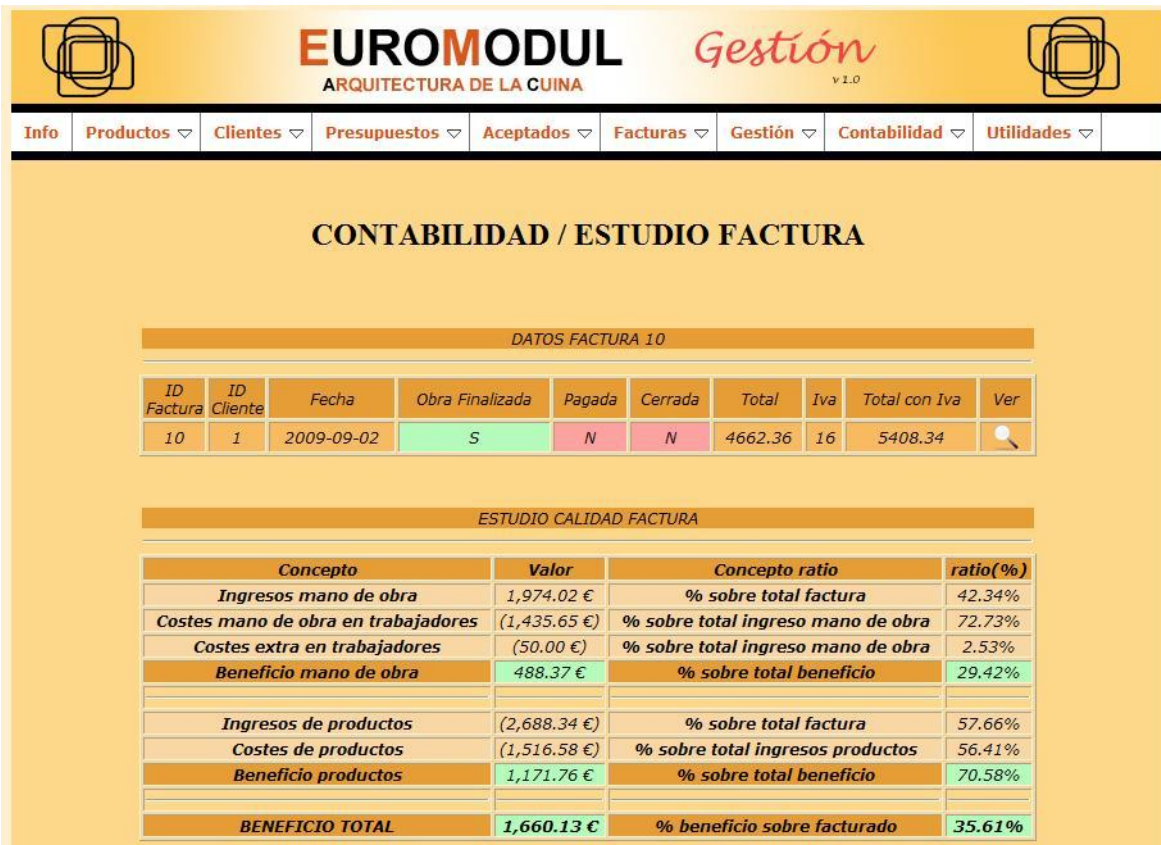 EUROMODUL Gestión
ARQUITECTURA DE LA CUINA v 1.0
Info Productos Clientes Presupuestos Aceptados Facturas Gestión Contabilidad Utilidades
CONTABILIDAD / ESTUDIO FACTURA
DATOS FACTURA 10
ID Factura ID Cliente Fecha Obra Finalizada Pagada Cerrada Total Iva Total con Iva Ver
10 1 2009-09-02 S N N 4662.36 16 5408.34
ESTUDIO CALIDAD FACTURA
Concepto Valor Concepto ratio ratio(%)
Ingresos mano de obra 1,974.02 € % sobre total factura 42.34%
Costes mano de obra en trabajadores (1,435.65 €) % sobre total ingreso mano de obra 72.73%
Costes extra en trabajadores (50.00 €) % sobre total ingreso mano de obra 2.53%
Beneficio mano de obra 488.37 € % sobre total beneficio 29.42%
Ingresos de productos (2,688.34 €) % sobre total factura 57.66%
Costes de productos (1,516.58 €) % sobre total ingresos productos 56.41%
Beneficio productos 1,171.76 € % sobre total beneficio 70.58%
BENEFICIO TOTAL 1,660.13 € % beneficio sobre facturado 35.61%